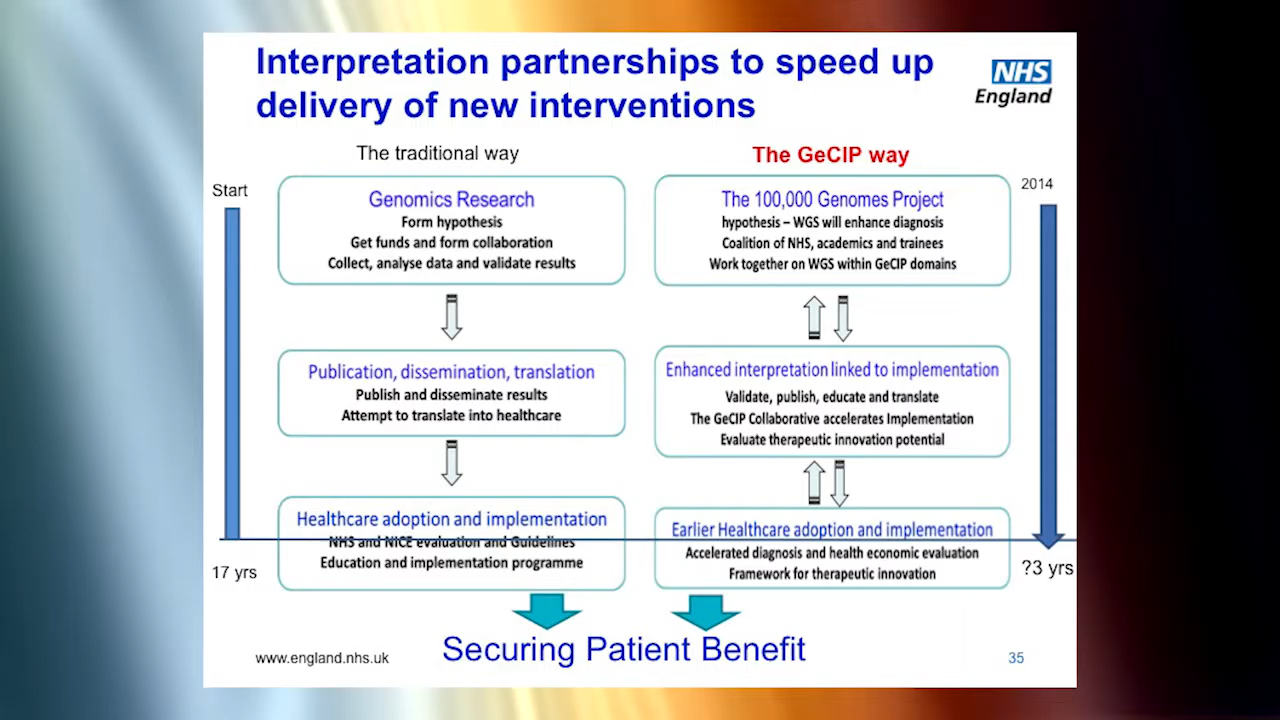 Interpretation partnerships to speed up
delivery of new interventions
NHS
England
The traditional way
The GeCIP way
Start
2014
Genomics Research
Form hypothesis
Get funds and form collaboration
Collect, analyse data and validate results
The 100,000 Genomes Project
hypothesis – WGS will enhance diagnosis
Coalition of NHS, academics and trainees
Work together on WGS within GeCIP domains
Publication, dissemination, translation
Publish and disseminate results
Attempt to translate into healthcare
Enhanced interpretation linked to implementation
Validate, publish, educate and translate
The GeCIP Collaborative accelerates Implementation
Evaluate therapeutic innovation potential
Healthcare adoption and implementation
NHS and NICE evaluation and Guidelines
Education and implementation programme
Earlier Healthcare adoption and implementation
Accelerated diagnosis and health economic evaluation
Framework for therapeutic innovation
17 yrs
?3 yrs
Securing Patient Benefit
www.england.nhs.uk
35